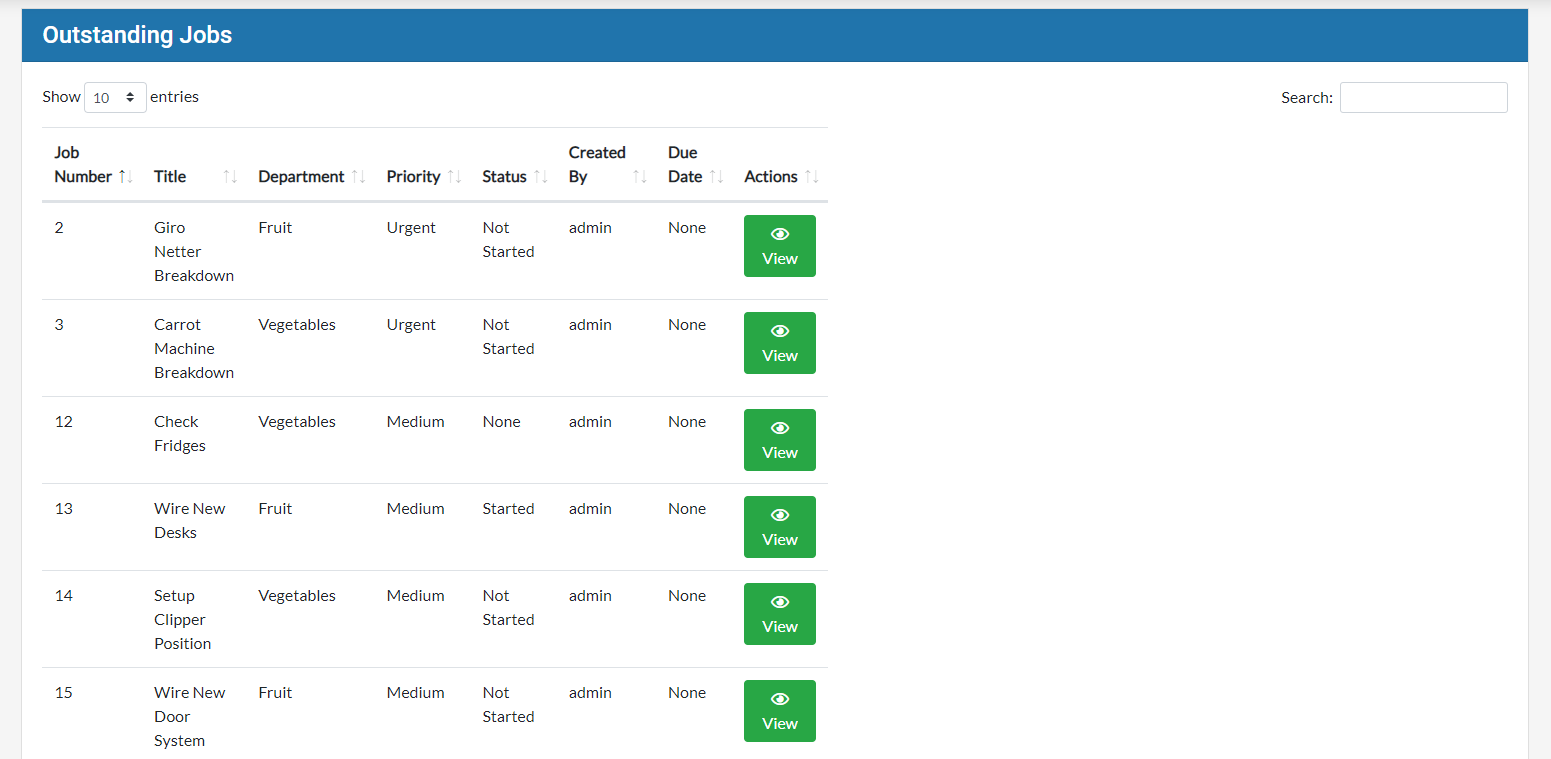 Outstanding Jobs
Show 10 entries
Search:
Job
Number Title Department Priority Status Created
By Due
Date Actions
2 Giro
Netter
Breakdown Fruit Urgent Not
Started admin None View
3 Carrot
Machine
Breakdown Vegetables Urgent Not
Started admin None View
12 Check
Fridges Vegetables Medium None admin None View
13 Wire New
Desks Fruit Medium Started admin None View
14 Setup
Clipper
Position Vegetables Medium Not
Started admin None View
15 Wire New
Door
System Fruit Medium Not
Started admin None View